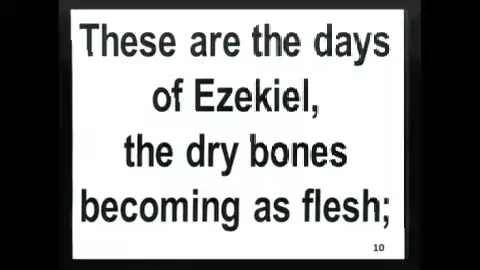 These are the days
of Ezekiel,
the dry bones
becoming as flesh;
10